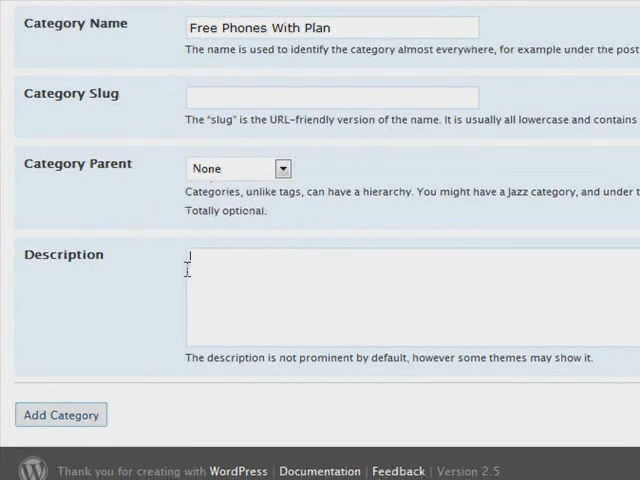 Category Name
Free Phones With Plan
The name is used to identify the category almost everywhere, for example under the post
Category Slug
The “slug” is the URL-friendly version of the name. It is usually all lowercase and contains
Category Parent
None
Categories, unlike tags, can have a hierarchy. You might have a Jazz category, and under t
Totally optional.
Description
The description is not prominent by default, however some themes may show it.
Add Category
Thank you for creating with WordPress | Documentation | Feedback | Version 2.5